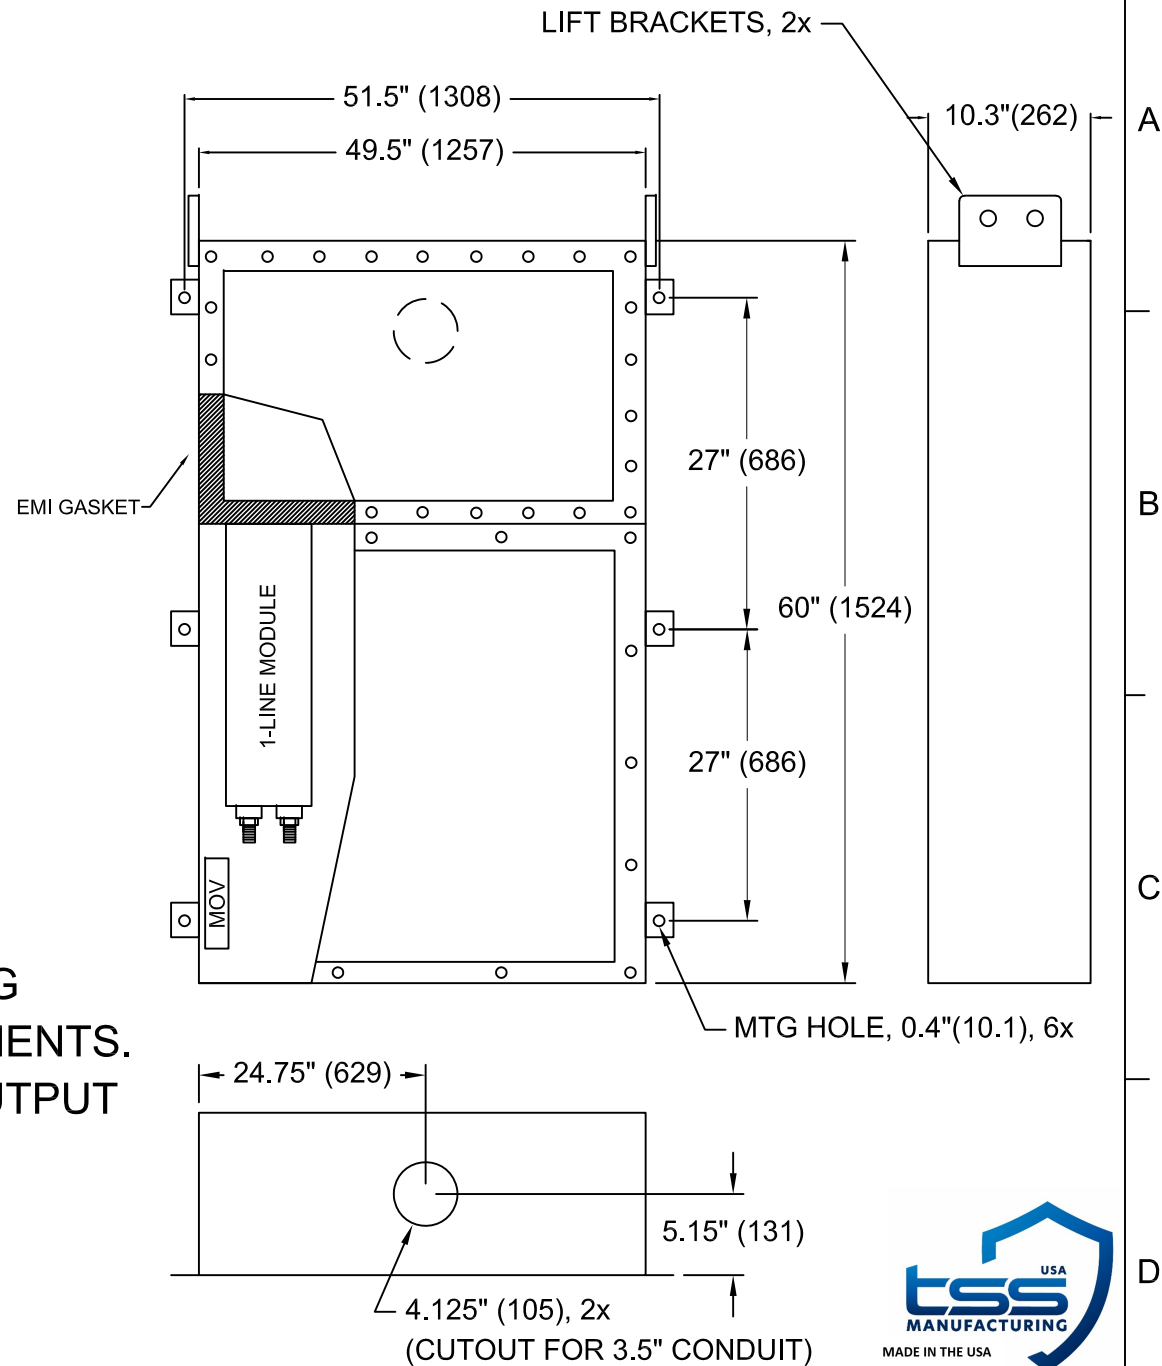 LIFT BRACKETS, 2x
51.5" (1308)
10.3"(262)
A
49.5" (1257)
27" (686)
EMI GASKET
B
1-LINE MODULE
60" (1524)
27" (686)
MOV
C
G
MTG HOLE, 0.4"(10.1), 6x
ENTS.
24.75" (629)
UTPUT
5.15" (131)
4.125" (105), 2x
(CUTOUT FOR 3.5" CONDUIT)
D
USA
tss
MANUFACTURING
MADE IN THE USA